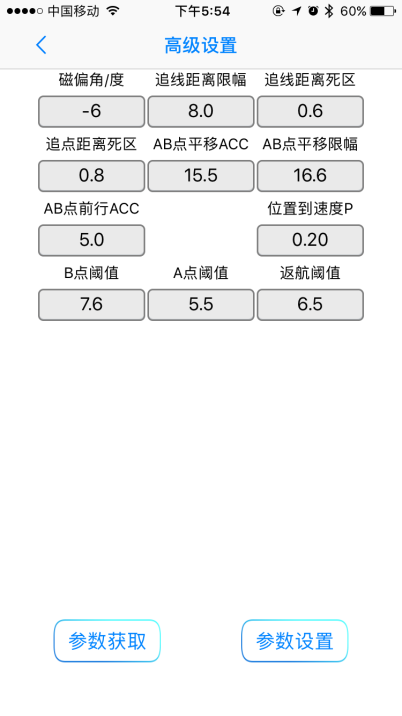 中国移动 下午5:54 60%
高级设置
磁偏角/度 追线距离限幅 追线距离死区
-6 8.0 0.6
追点距离死区 AB点平移ACC AB点平移限幅
0.8 15.5 16.6
AB点前行ACC 位置到速度P
5.0 0.20
B点阈值 A点阈值 返航阈值
7.6 5.5 6.5
参数获取 参数设置